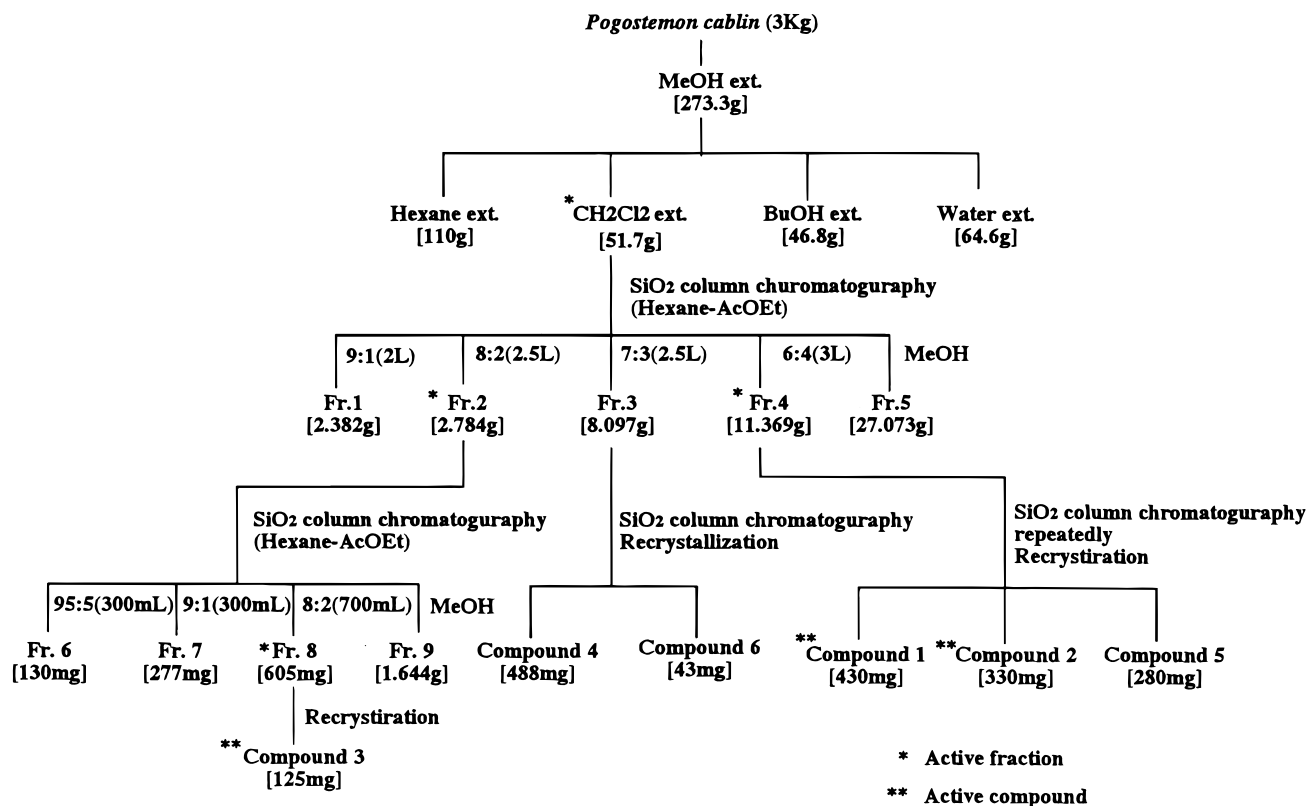 Pogostemon cablin (3Kg)
MeOH ext.
[273.3g]
Hexane ext.
[110g]
*CH2Cl2 ext.
[51.7g]
BuOH ext.
[46.8g]
Water ext.
[64.6g]
SiO2 column churomatoguraphy
(Hexane-AcOEt)
9:1(2L)
8:2(2.5L)
7:3(2.5L)
6:4(3L)
MeOH
Fr.1
[2.382g]
* Fr.2
[2.784g]
Fr.3
[8.097g]
* Fr.4
[11.369g]
Fr.5
[27.073g]
SiO2 column chromatoguraphy
(Hexane-AcOEt)
SiO2 column chromatoguraphy
Recrystallization
SiO2 column chromatoguraphy
repeatedly
Recrystiration
95:5(300mL)
9:1(300mL)
8:2(700mL)
MeOH
Fr. 6
[130mg]
Fr. 7
[277mg]
*Fr. 8
[605mg]
Fr. 9
[1.644g]
Compound 4
[488mg]
Compound 6
[43mg]
**Compound 1
[430mg]
**Compound 2
[330mg]
Compound 5
[280mg]
Recrystiration
**Compound 3
[125mg]
* Active fraction
** Active compound